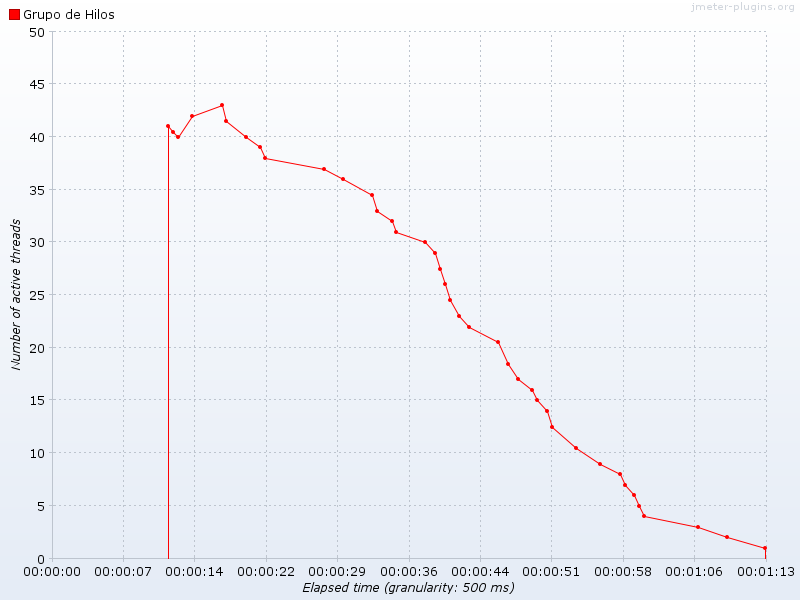 jmeter-plugins.org
Grupo de Hilos
50
45
40
35
30
25
20
15
10
5
0
Number of active threads
00:00:00 00:00:07 00:00:14 00:00:22 00:00:29 00:00:36 00:00:44 00:00:51 00:00:58 00:01:06 00:01:13
Elapsed time (granularity: 500 ms)